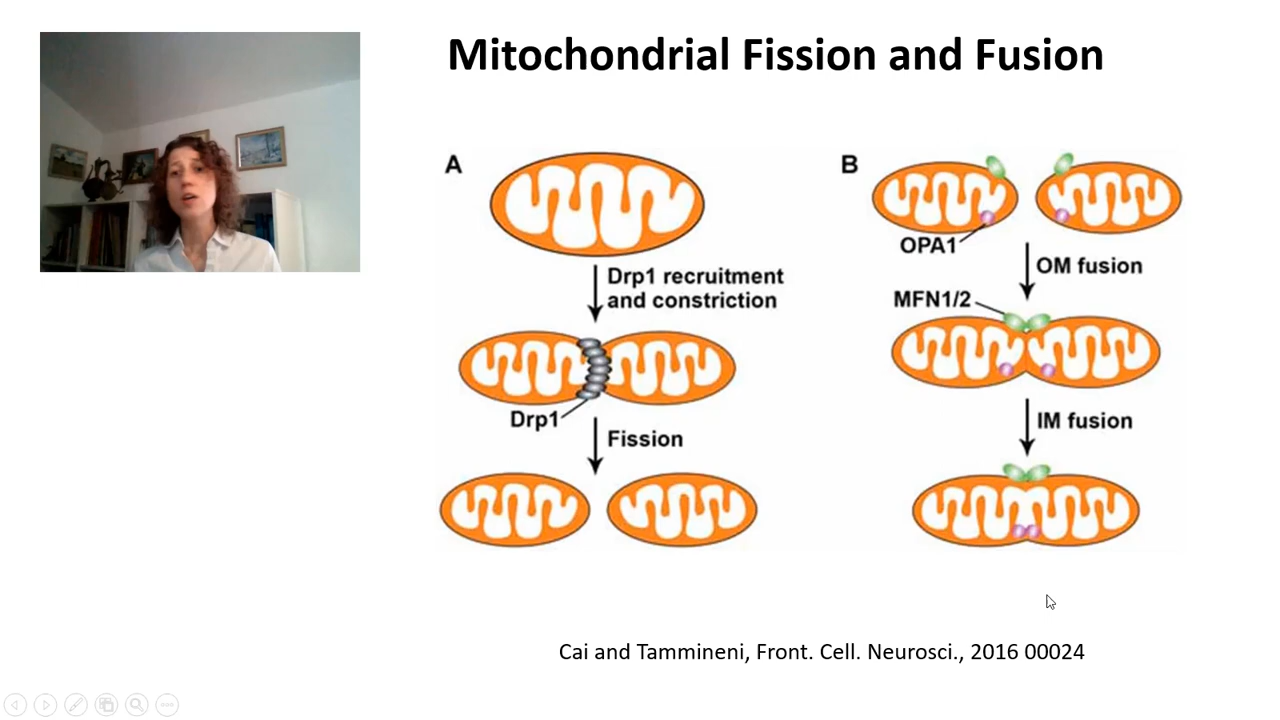 Mitochondrial Fission and Fusion
A
Drp1 recruitment
and constriction
Drp1
Fission
B
OPA1
OM fusion
MFN1/2
IM fusion
Cai and Tammineni, Front. Cell. Neurosci., 2016 00024